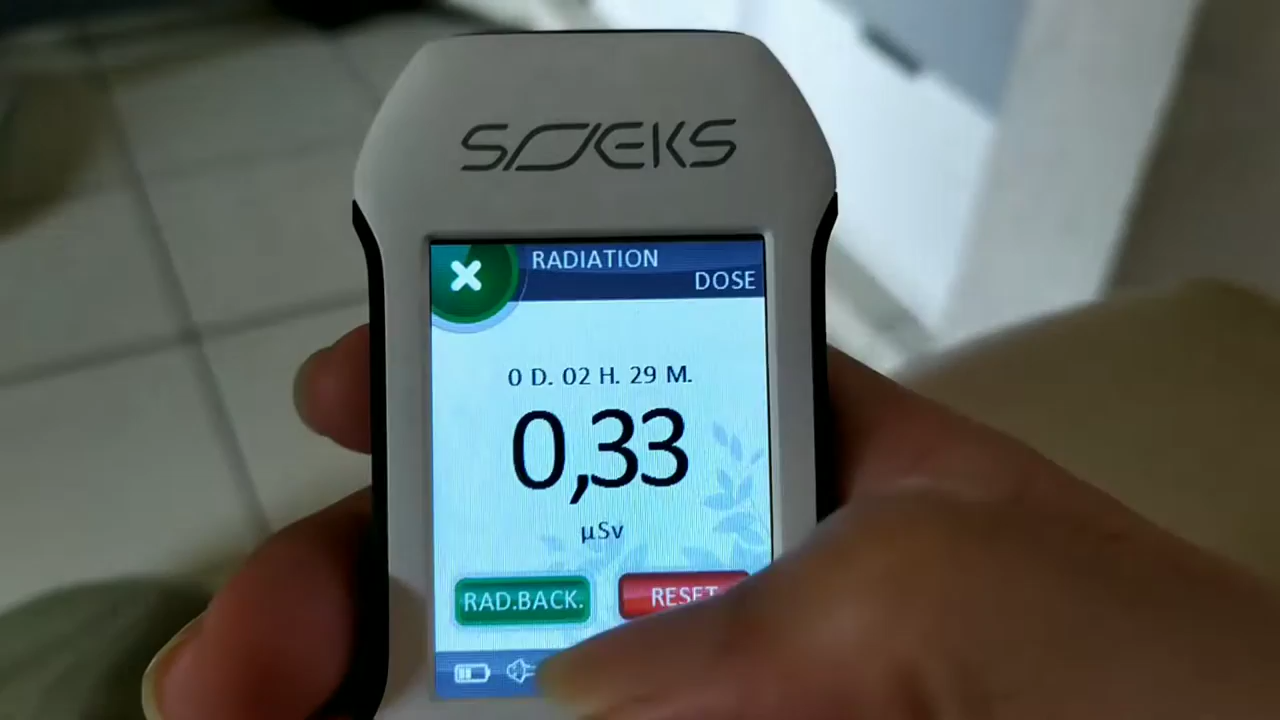 SOEKS
RADIATION
DOSE
0 D. 02 H. 29 M.
0,33
µSv
RAD.BACK.
RESET